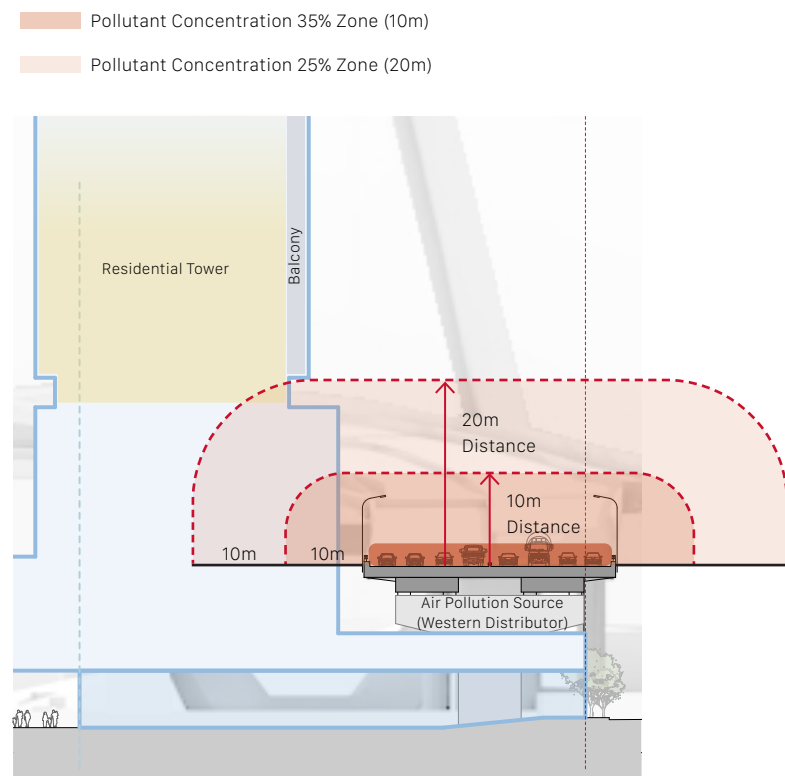 Pollutant Concentration 35% Zone (10m)
Pollutant Concentration 25% Zone (20m)
Residential Tower
Balcony
20m
Distance
10m
Distance
10m
10m
Air Pollution Source
(Western Distributor)